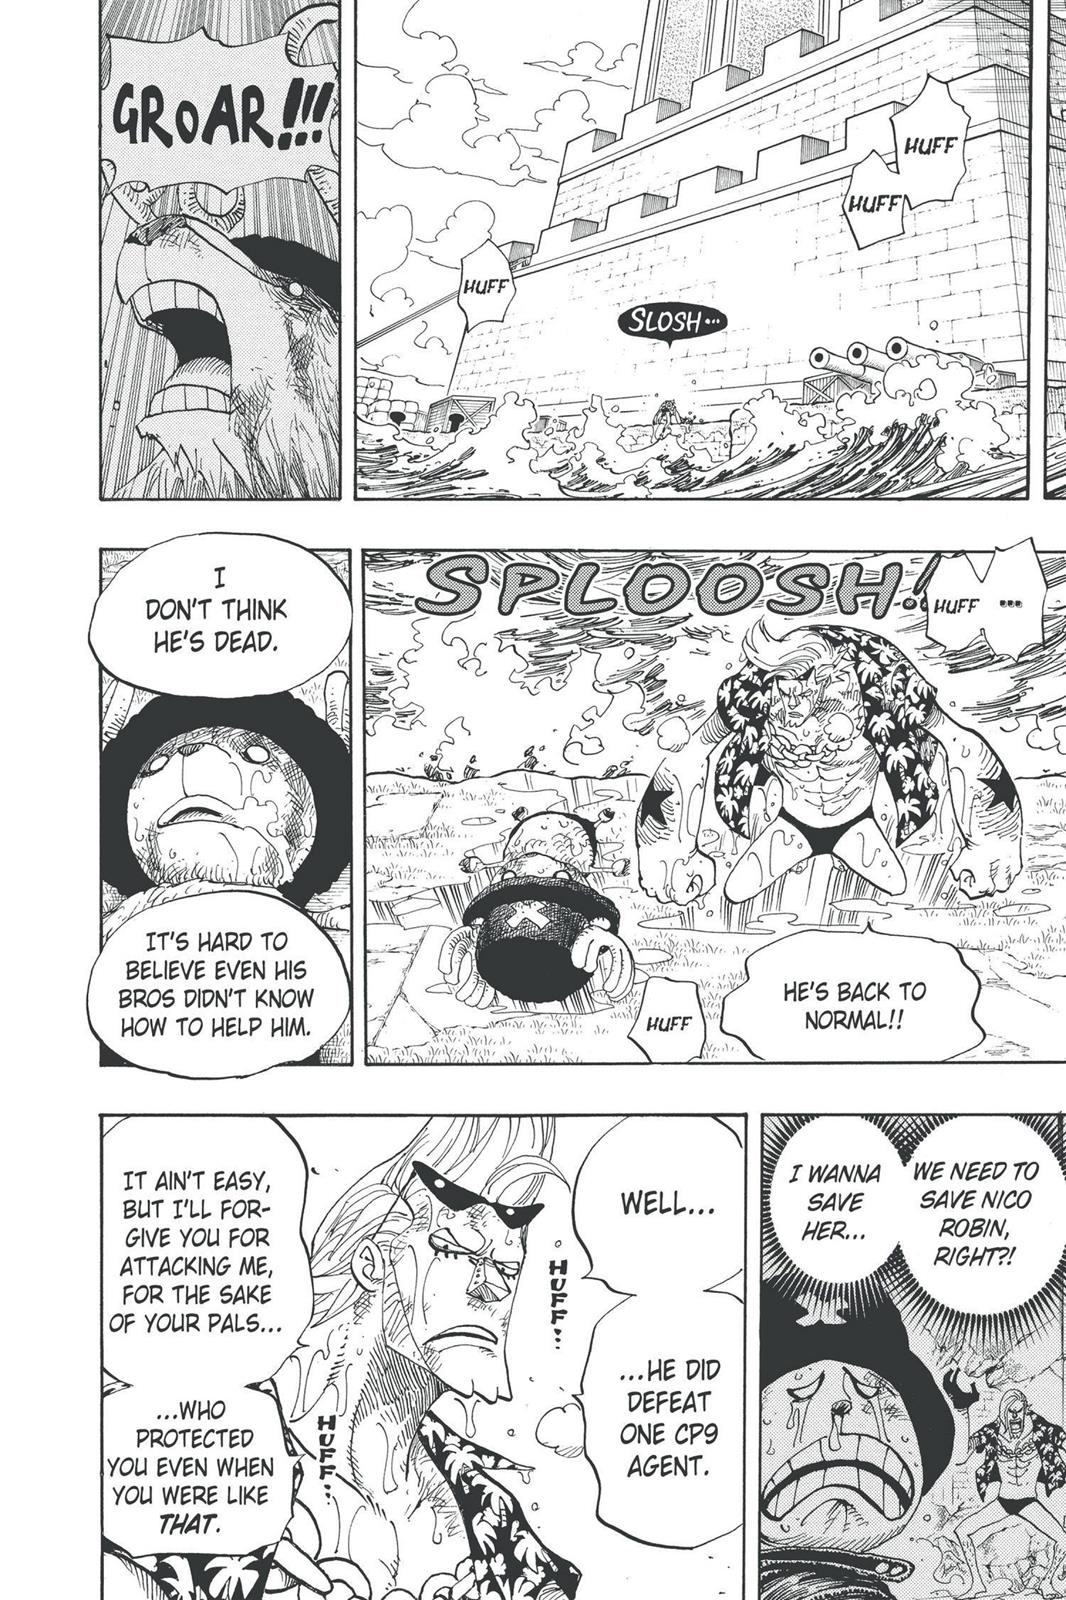 HUFF
HUFF
SLOSH...
HUFF
GROAR!!!
HUFF ...
SPLOOSH!..
HE'S BACK TO
NORMAL!!
HUFF
I
DON'T THINK
HE'S DEAD.
IT'S HARD TO
BELIEVE EVEN HIS
BROS DIDN'T KNOW
HOW TO HELP HIM.
WE NEED TO
SAVE NICO
ROBIN,
RIGHT?!
I WANNA
SAVE
HER...
WELL...
...HE DID
DEFEAT
ONE CP9
AGENT.
HUFF...
HUFF...
IT AIN'T EASY,
BUT I'LL FOR-
GIVE YOU FOR
ATTACKING ME,
FOR THE SAKE
OF YOUR PALS...
...WHO
PROTECTED
YOU EVEN WHEN
YOU WERE LIKE
THAT.